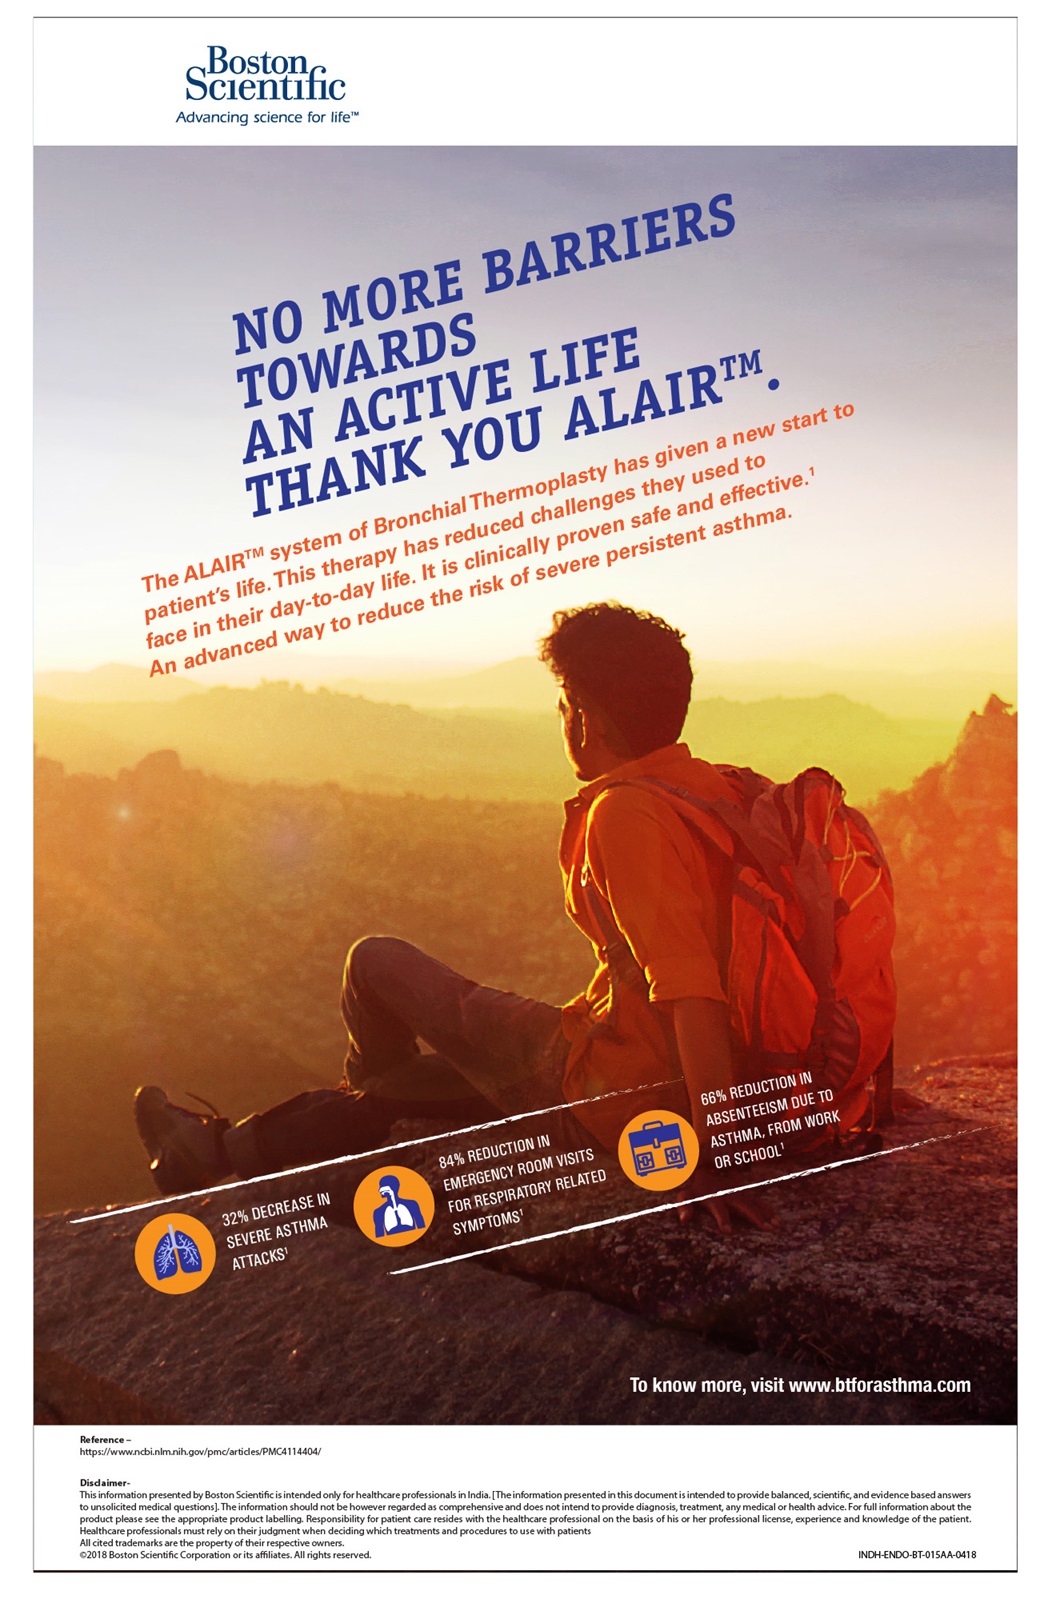 Boston
Scientific
Advancing science for life™
NO MORE BARRIERS
TOWARDS
AN ACTIVE LIFE
THANK YOU ALAIR™.
The ALAIR™ system of Bronchial Thermoplasty has given a new start to
patient’s life. This therapy has reduced challenges they used to
face in their day-to-day life. It is clinically proven safe and effective.¹
An advanced way to reduce the risk of severe persistent asthma.
32% DECREASE IN
SEVERE ASTHMA
ATTACKS¹
84% REDUCTION IN
EMERGENCY ROOM VISITS
FOR RESPIRATORY RELATED
SYMPTOMS¹
66% REDUCTION IN
ABSENTEEISM DUE TO
ASTHMA, FROM WORK
OR SCHOOL¹
To know more, visit www.btforasthma.com
Reference –
https://www.ncbi.nlm.nih.gov/pmc/articles/PMC4114404/
Disclaimer-
This information presented by Boston Scientific is intended only for healthcare professionals in India. [The information presented in this document is intended to provide balanced, scientific, and evidence based answers
to unsolicited medical questions]. The information should not be however regarded as comprehensive and does not intend to provide diagnosis, treatment, any medical or health advice. For full information about the
product please see the appropriate product labelling. Responsibility for patient care resides with the healthcare professional on the basis of his or her professional license, experience and knowledge of the patient.
Healthcare professionals must rely on their judgment when deciding which treatments and procedures to use with patients
All cited trademarks are the property of their respective owners.
©2018 Boston Scientific Corporation or its affiliates. All rights reserved.
INDH-ENDO-BT-015AA-0418